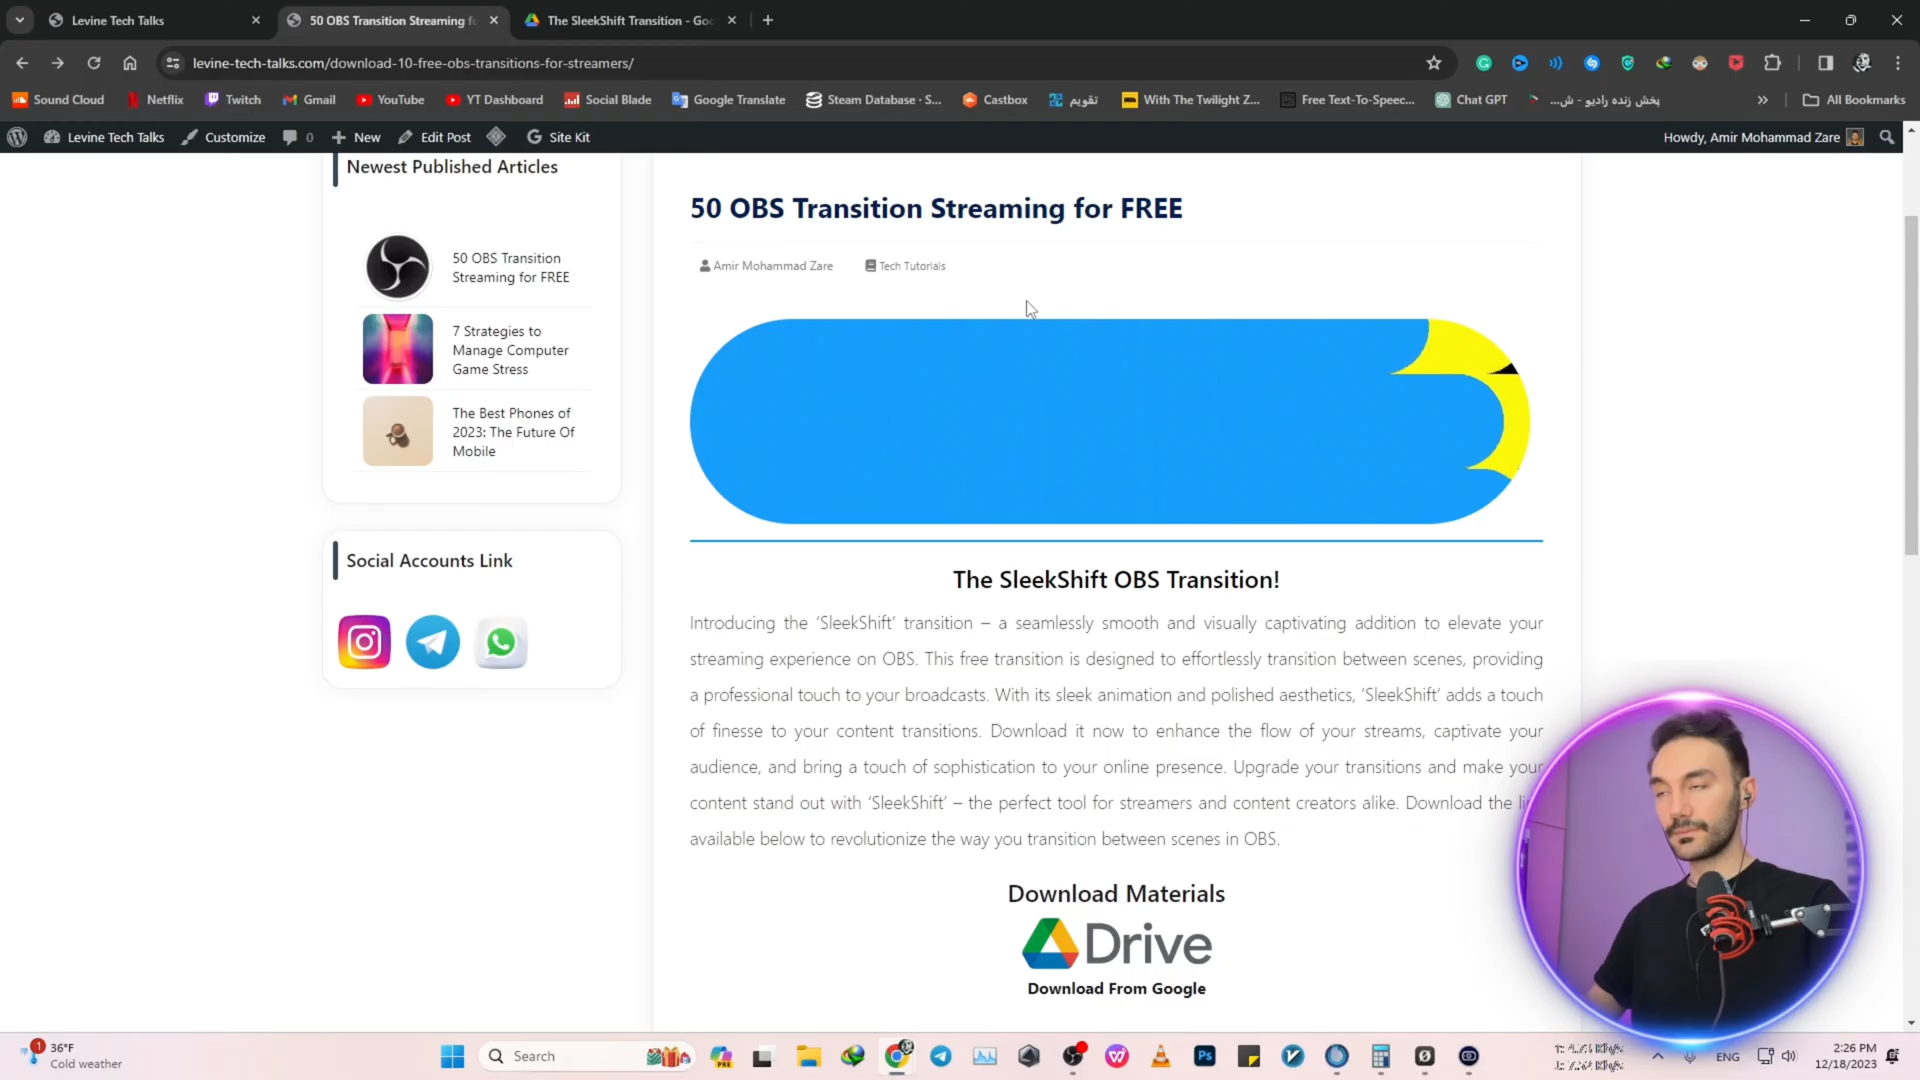 Levine Tech Talks
50 OBS Transition Streaming fo
The SleekShift Transition - Goo
levine-tech-talks.com/download-10-free-obs-transitions-for-streamers/
Sound Cloud
Netflix
Twitch
Gmail
YouTube
YT Dashboard
Social Blade
Google Translate
Steam Database · S...
Castbox
تقویم
With The Twilight Z...
Free Text-To-Speec...
Chat GPT
پخش زنده رادیو - ش...
All Bookmarks
Levine Tech Talks
Customize
0
New
Edit Post
Site Kit
Howdy, Amir Mohammad Zare
Newest Published Articles
50 OBS Transition
Streaming for FREE
7 Strategies to
Manage Computer
Game Stress
The Best Phones of
2023: The Future Of
Mobile
Social Accounts Link
50 OBS Transition Streaming for FREE
Amir Mohammad Zare
Tech Tutorials
The SleekShift OBS Transition!
Introducing the ‘SleekShift’ transition – a seamlessly smooth and visually captivating addition to elevate your
streaming experience on OBS. This free transition is designed to effortlessly transition between scenes, providing
a professional touch to your broadcasts. With its sleek animation and polished aesthetics, ‘SleekShift’ adds a touch
of finesse to your content transitions. Download it now to enhance the flow of your streams, captivate your
audience, and bring a touch of sophistication to your online presence. Upgrade your transitions and make your
content stand out with ‘SleekShift’ – the perfect tool for streamers and content creators alike. Download the
available below to revolutionize the way you transition between scenes in OBS.
Download Materials
Drive
Download From Google
1
36°F
Cold weather
Search
PRE
Ps
ENG
2:26 PM
12/18/2023